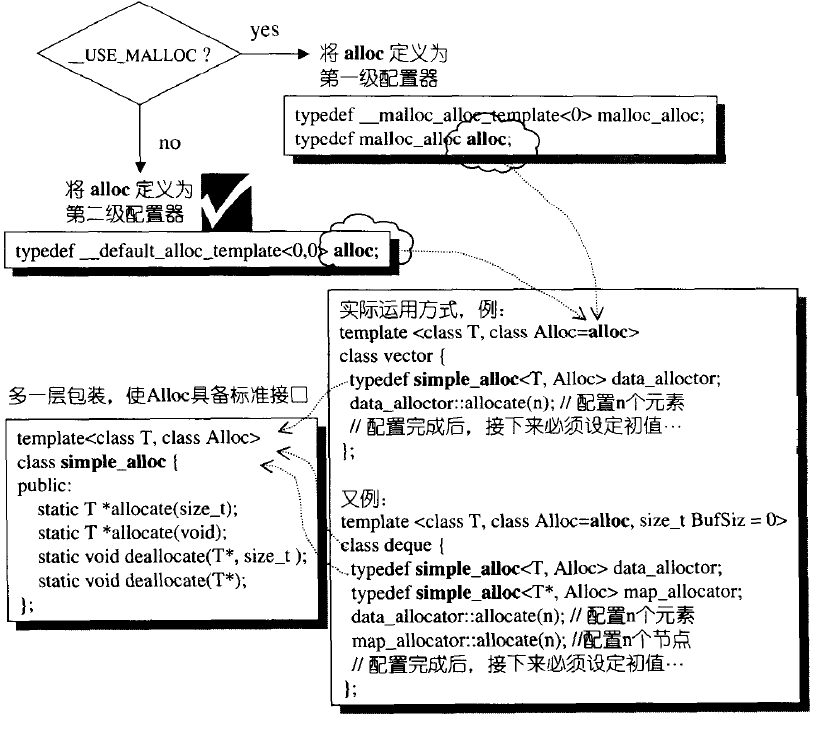 __USE_MALLOC ?
yes
将 alloc 定义为
第一级配置器
typedef __malloc_alloc_template<0> malloc_alloc;
typedef malloc_alloc alloc;
no
将 alloc 定义为
第二级配置器
typedef __default_alloc_template<0,0> alloc;
实际运用方式，例：
template <class T, class Alloc=alloc>
class vector {
typedef simple_alloc<T, Alloc> data_alloctor;
data_alloctor::allocate(n); // 配置n个元素
// 配置完成后，接下来必须设定初值…
};
多一层包装，使Alloc具备标准接口
template<class T, class Alloc>
class simple_alloc {
public:
static T *allocate(size_t);
static T *allocate(void);
static void deallocate(T*, size_t );
static void deallocate(T*);
};
又例：
template <class T, class Alloc=alloc, size_t BufSiz = 0>
class deque {
typedef simple_alloc<T, Alloc> data_alloctor;
typedef simple_alloc<T*, Alloc> map_allocator;
data_allocator::allocate(n); // 配置n个元素
map_allocator::allocate(n); //配置n个节点
// 配置完成后，接下来必须设定初值…
};